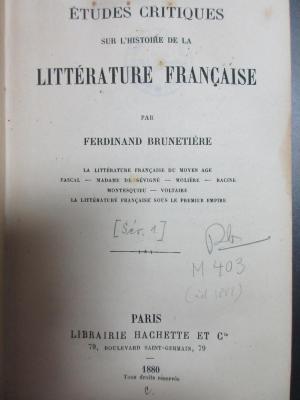 ÉTUDES CRITIQUES
SUR L'HISTOIRE DE LA
LITTÉRATURE FRANÇAISE
PAR
FERDINAND BRUNETIÈRE
LA LITTÉRATURE FRANÇAISE DU MOYEN AGE
PASCAL — MADAME DE SÉVIGNÉ — MOLIÈRE — RACINE
MONTESQUIEU — VOLTAIRE
LA LITTÉRATURE FRANÇAISE SOUS LE PREMIER EMPIRE
[Sér. 1]
M 403
PARIS
LIBRAIRIE HACHETTE ET Cie
79, BOULEVARD SAINT-GERMAIN, 79
1880
Tous droits réservés